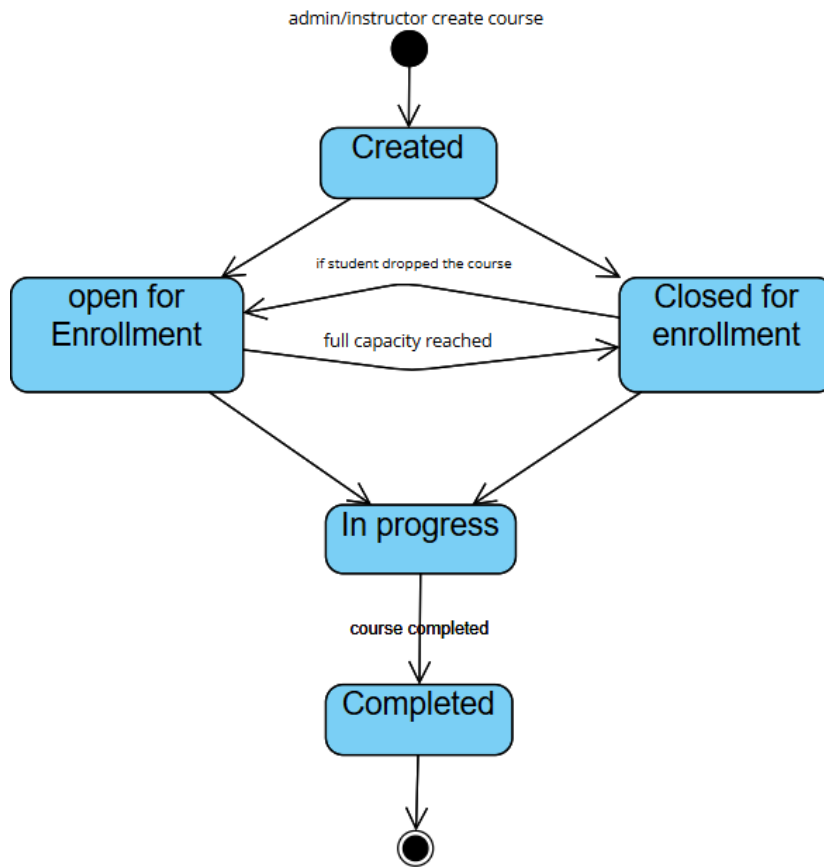 admin/instructor create course
Created
if student dropped the course
open for
Enrollment
Closed for
enrollment
full capacity reached
In progress
course completed
Completed